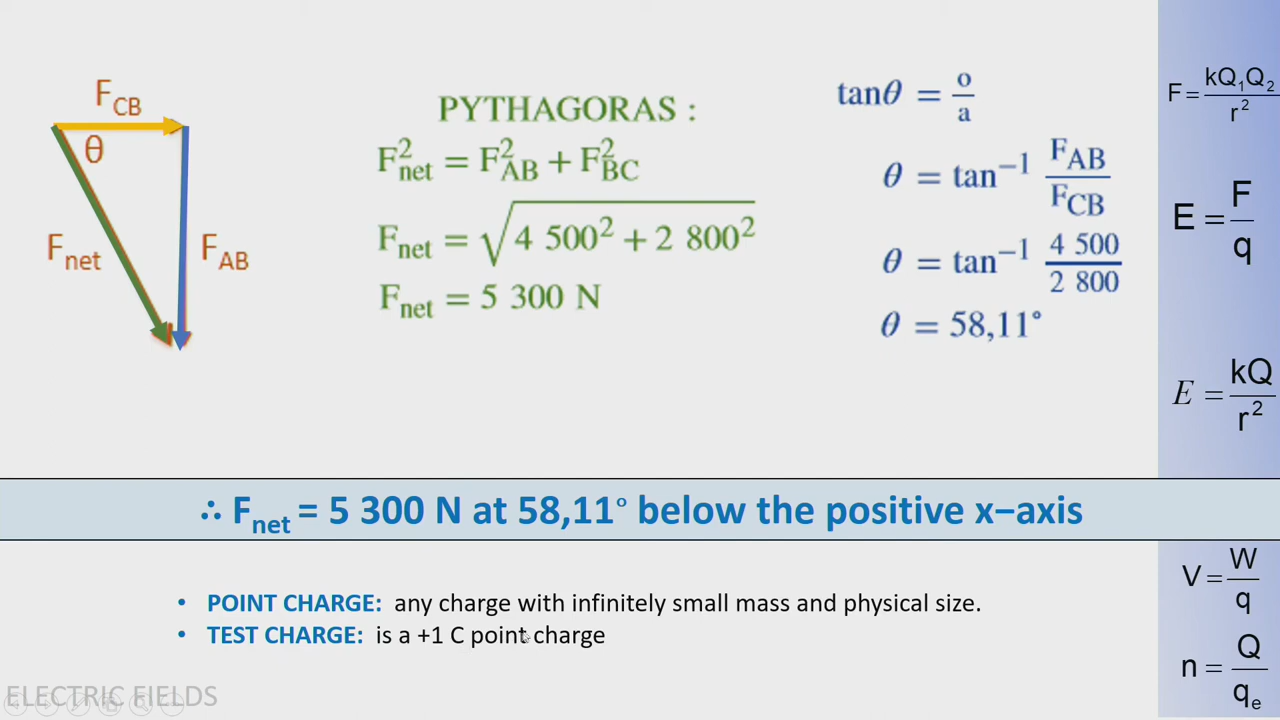 F_CB
θ
F_net
F_AB
PYTHAGORAS :
F²_net = F²_AB + F²_BC
F_net = √(4 500² + 2 800²)
F_net = 5 300 N
tanθ = o/a
θ = tan⁻¹ F_AB/F_CB
θ = tan⁻¹ 4 500/2 800
θ = 58,11°
F = kQ₁Q₂/r²
E = F/q
E = kQ/r²
∴ F_net = 5 300 N at 58,11° below the positive x–axis
• POINT CHARGE: any charge with infinitely small mass and physical size.
• TEST CHARGE: is a +1 C point charge
V = W/q
n = Q/q_e
ELECTRIC FIELDS